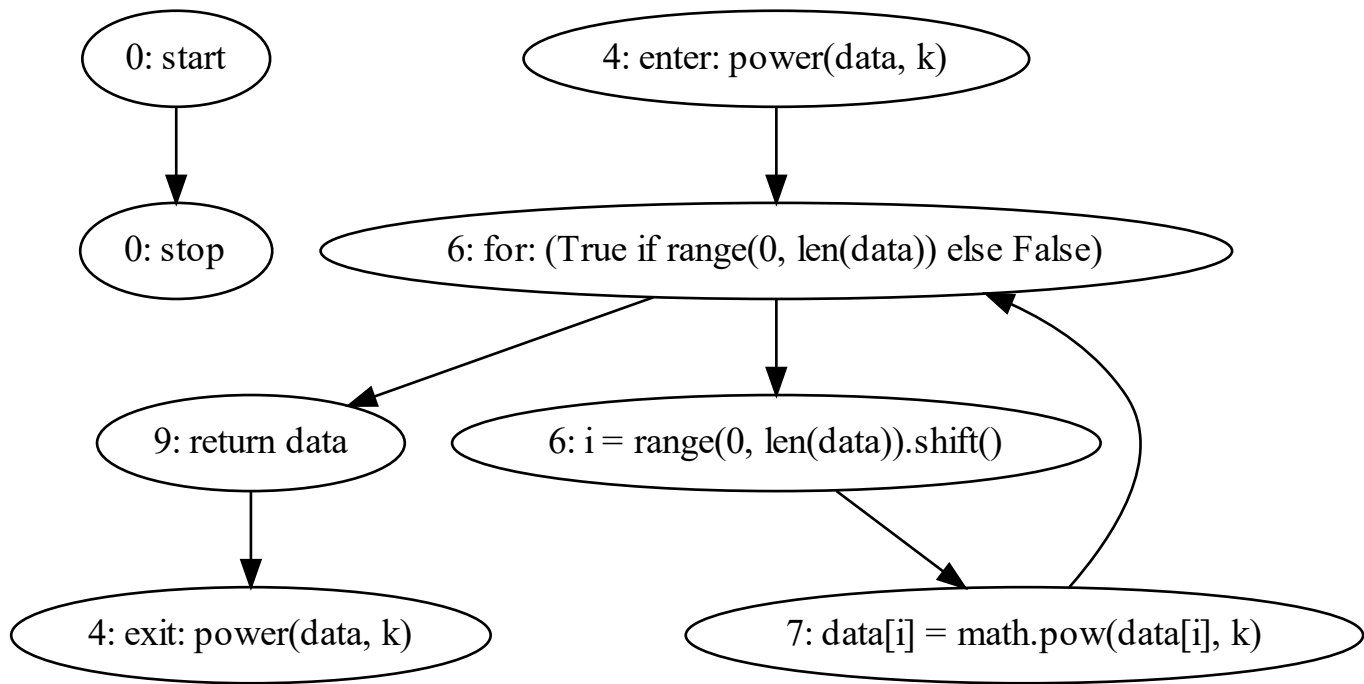 0: start
4: enter: power(data, k)
0: stop
6: for: (True if range(0, len(data)) else False)
9: return data
6: i = range(0, len(data)).shift()
4: exit: power(data, k)
7: data[i] = math.pow(data[i], k)